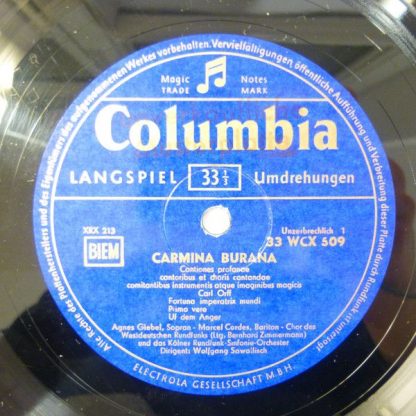 Alle Rechte der Plattenherstellers und des Eigentümers des aufgenommenen Werkes vorbehalten. Vervielfältigungen, öffentliche Aufführung und Verbreitung dieser Platte durch Rundfunk untersagt
Magic Notes
TRADE MARK
Columbia
LANGSPIEL 33 1/3 Umdrehungen
XRX 213
BIEM
Unzerbrechlich 1
33 WCX 509
CARMINA BURANA
Cantiones profanae
cantoribus et choris cantandae
comitantibus instrumentis atque imaginibus magicis
Carl Orff
Fortuna imperatrix mundi
Primo vere
Uf dem Anger
Agnes Giebel, Sopran - Marcel Cordes, Bariton - Chor des
Westdeutschen Rundfunks (Ltg. Bernhard Zimmermann)
und das Kölner Rundfunk-Sinfonie-Orchester
Dirigent: Wolfgang Sawallisch
ELECTROLA GESELLSCHAFT M.B.H.